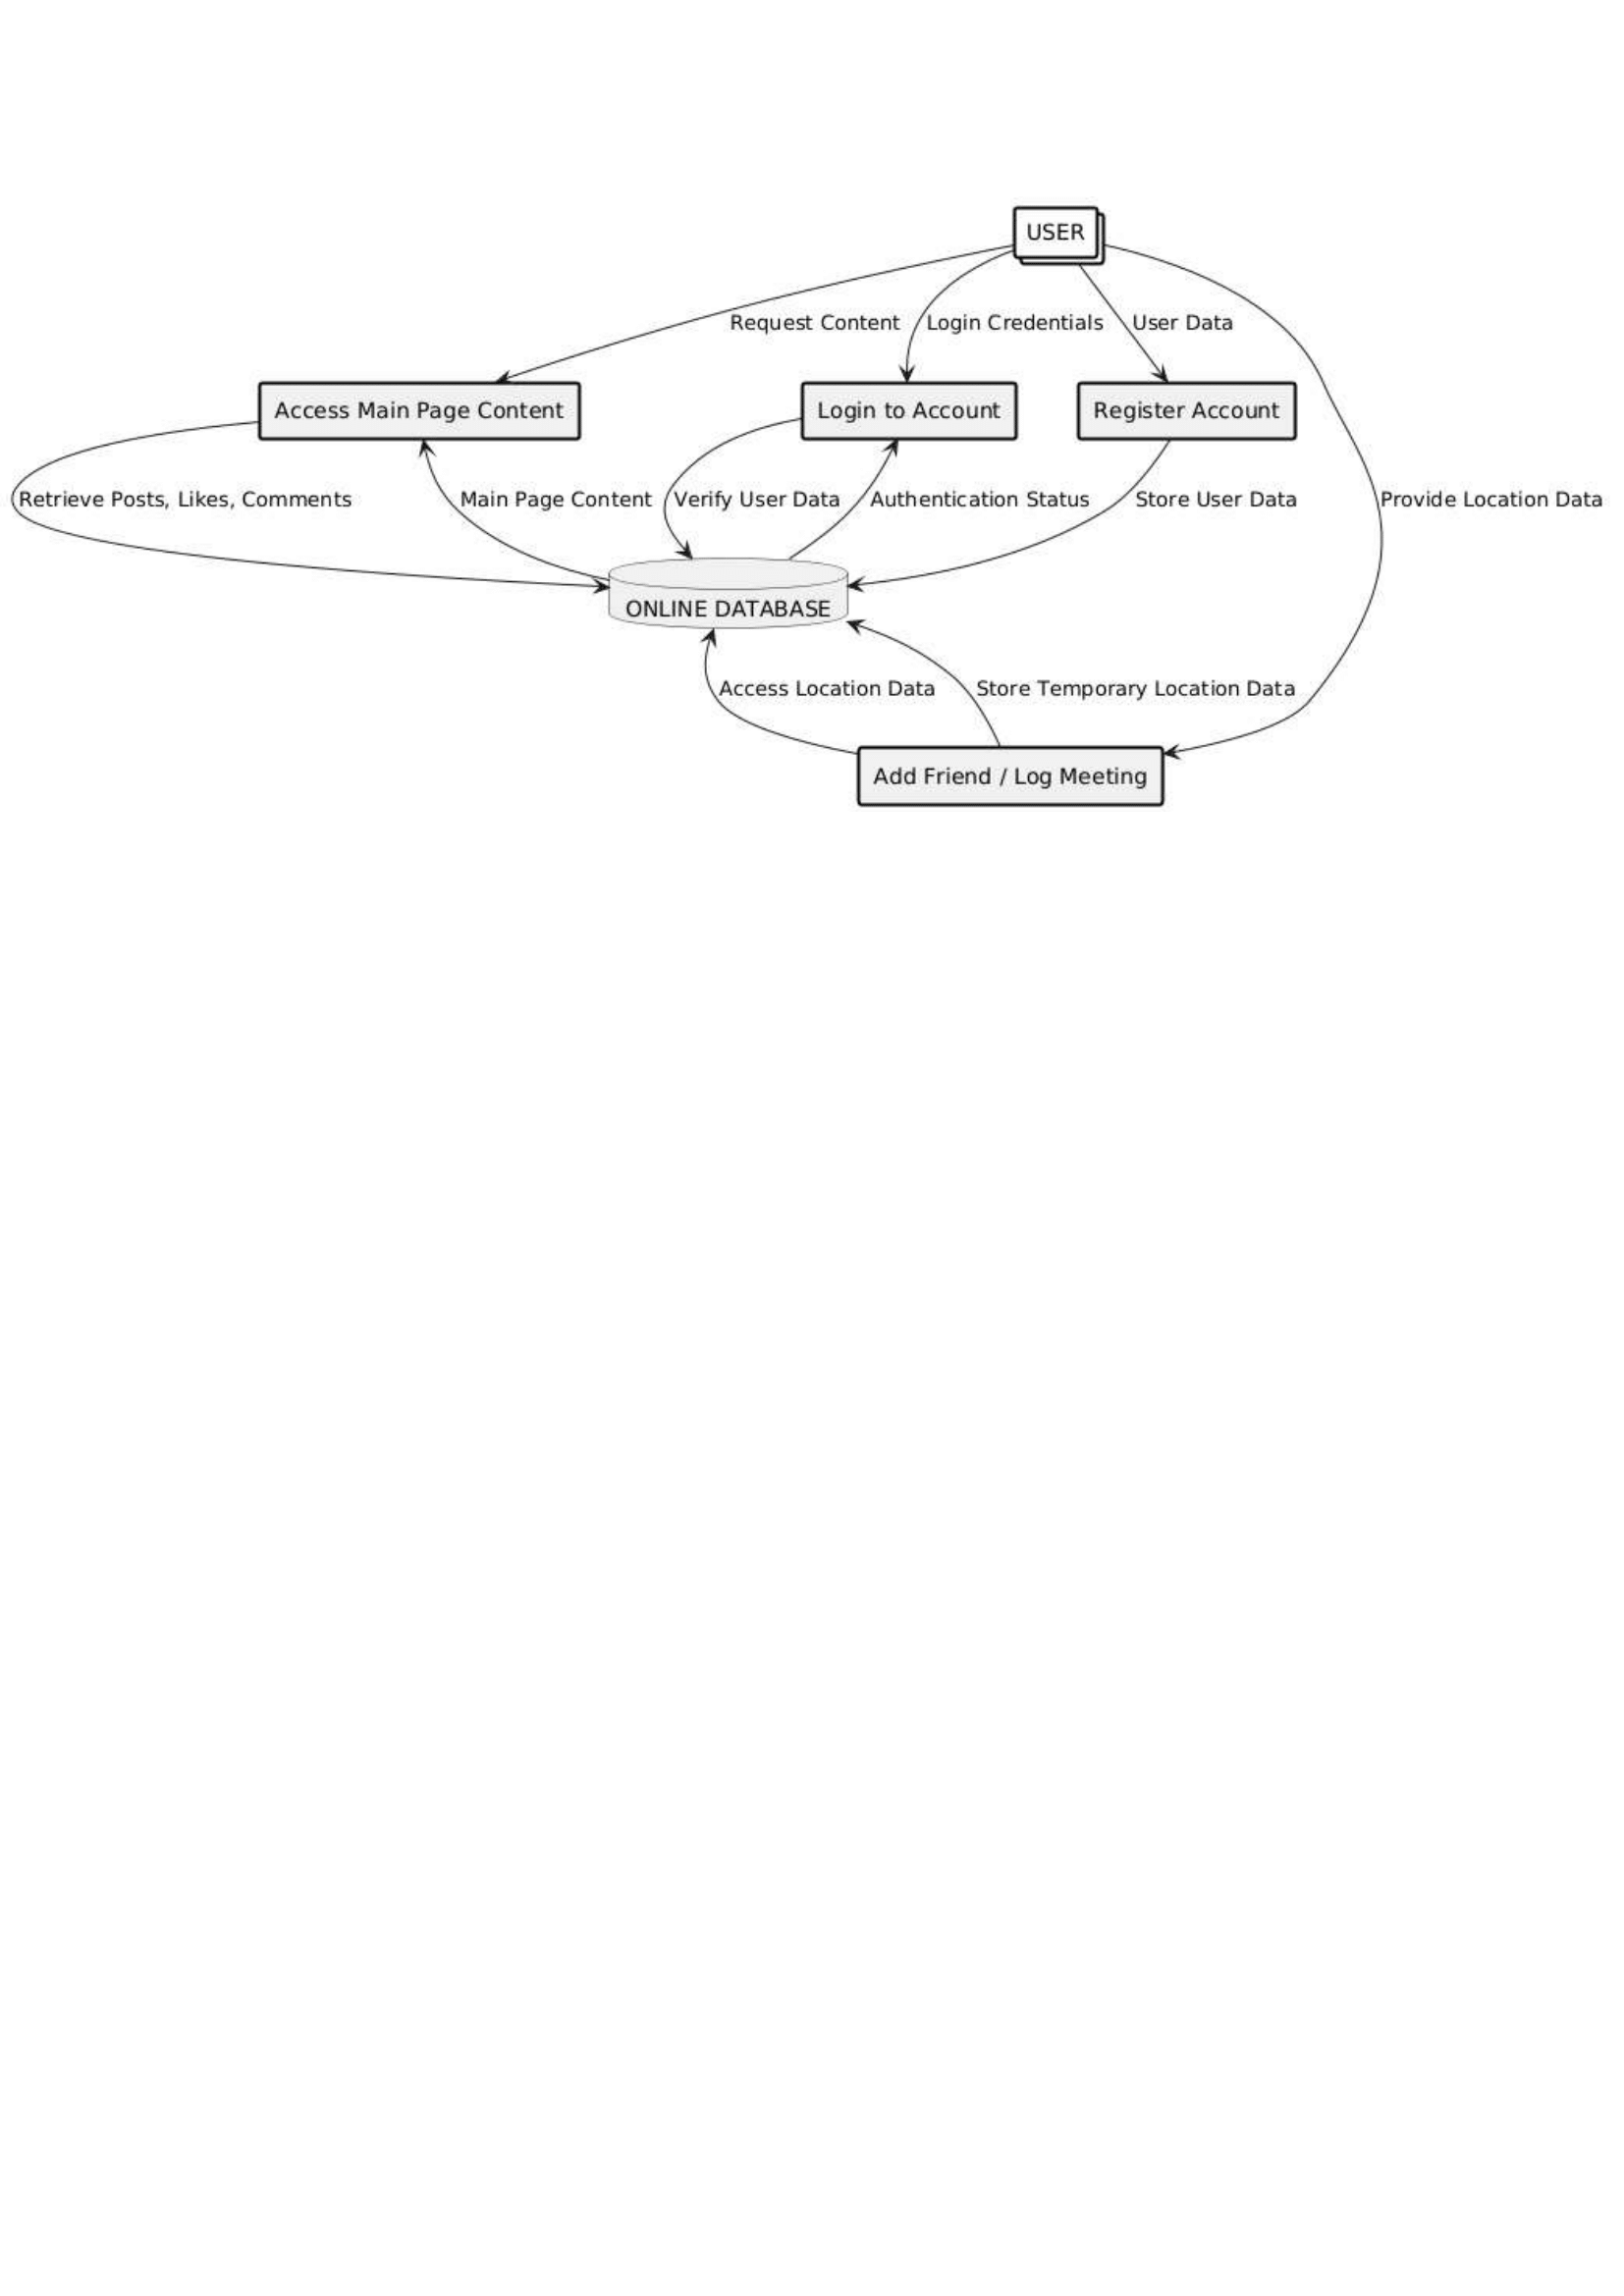 USER
Request Content
Login Credentials
User Data
Access Main Page Content
Login to Account
Register Account
Retrieve Posts, Likes, Comments
Main Page Content
Verify User Data
Authentication Status
Store User Data
Provide Location Data
ONLINE DATABASE
Access Location Data
Store Temporary Location Data
Add Friend / Log Meeting